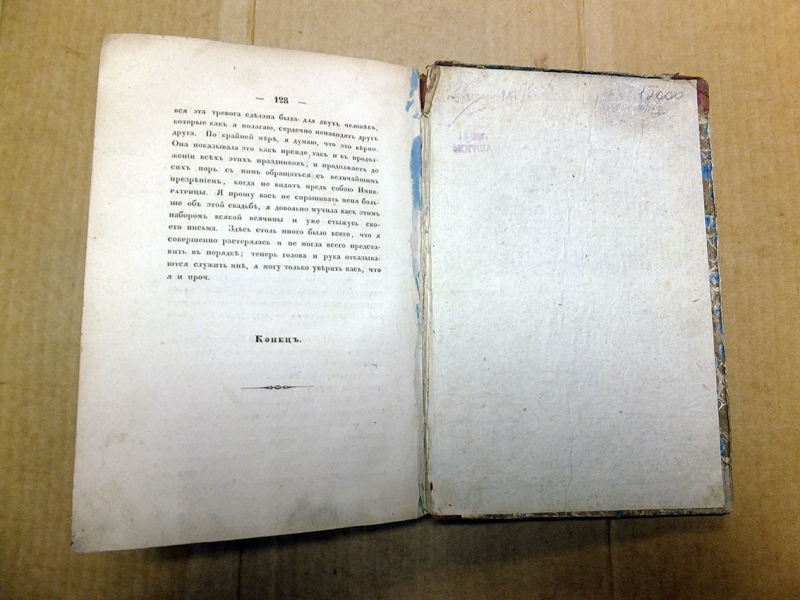 — 128 —
вся эта тревога сдѣлана была для двухъ человѣкъ,
которые какъ я полагаю, сердечно ненавидятъ другъ
друга. По крайней мѣрѣ, я думаю, что это вѣрно.
Она показывала это какъ прежде такъ и въ продол-
женіи всѣхъ этихъ праздниковъ, и продолжаетъ до
сихъ поръ съ нимъ обращаться съ величайшимъ
презрѣніемъ, когда не видитъ предъ собою Импе-
ратрицы. Я прошу васъ не спрашивать меня боль-
ше объ этой свадьбѣ, я довольно мучила васъ этимъ
наборомъ всякой всячины и уже стыжусь сво-
его письма. Здѣсь столь много было всего, что я
совершенно растерялась и не могла всего предста-
вить въ порядкѣ; теперь голова и рука отказыва-
ются служить мнѣ, я могу только увѣрить васъ, что
я и проч.
Конецъ.
12000